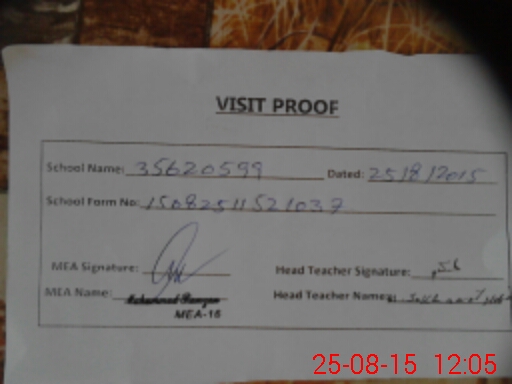 VISIT PROOF
School Name: 35620599 Dated: 25/8/2015
School Form No: 15082511521037
MEA Signature: Head Teacher Signature:
MEA Name: Head Teacher Name:
MEA-16
25-08-15 12:05